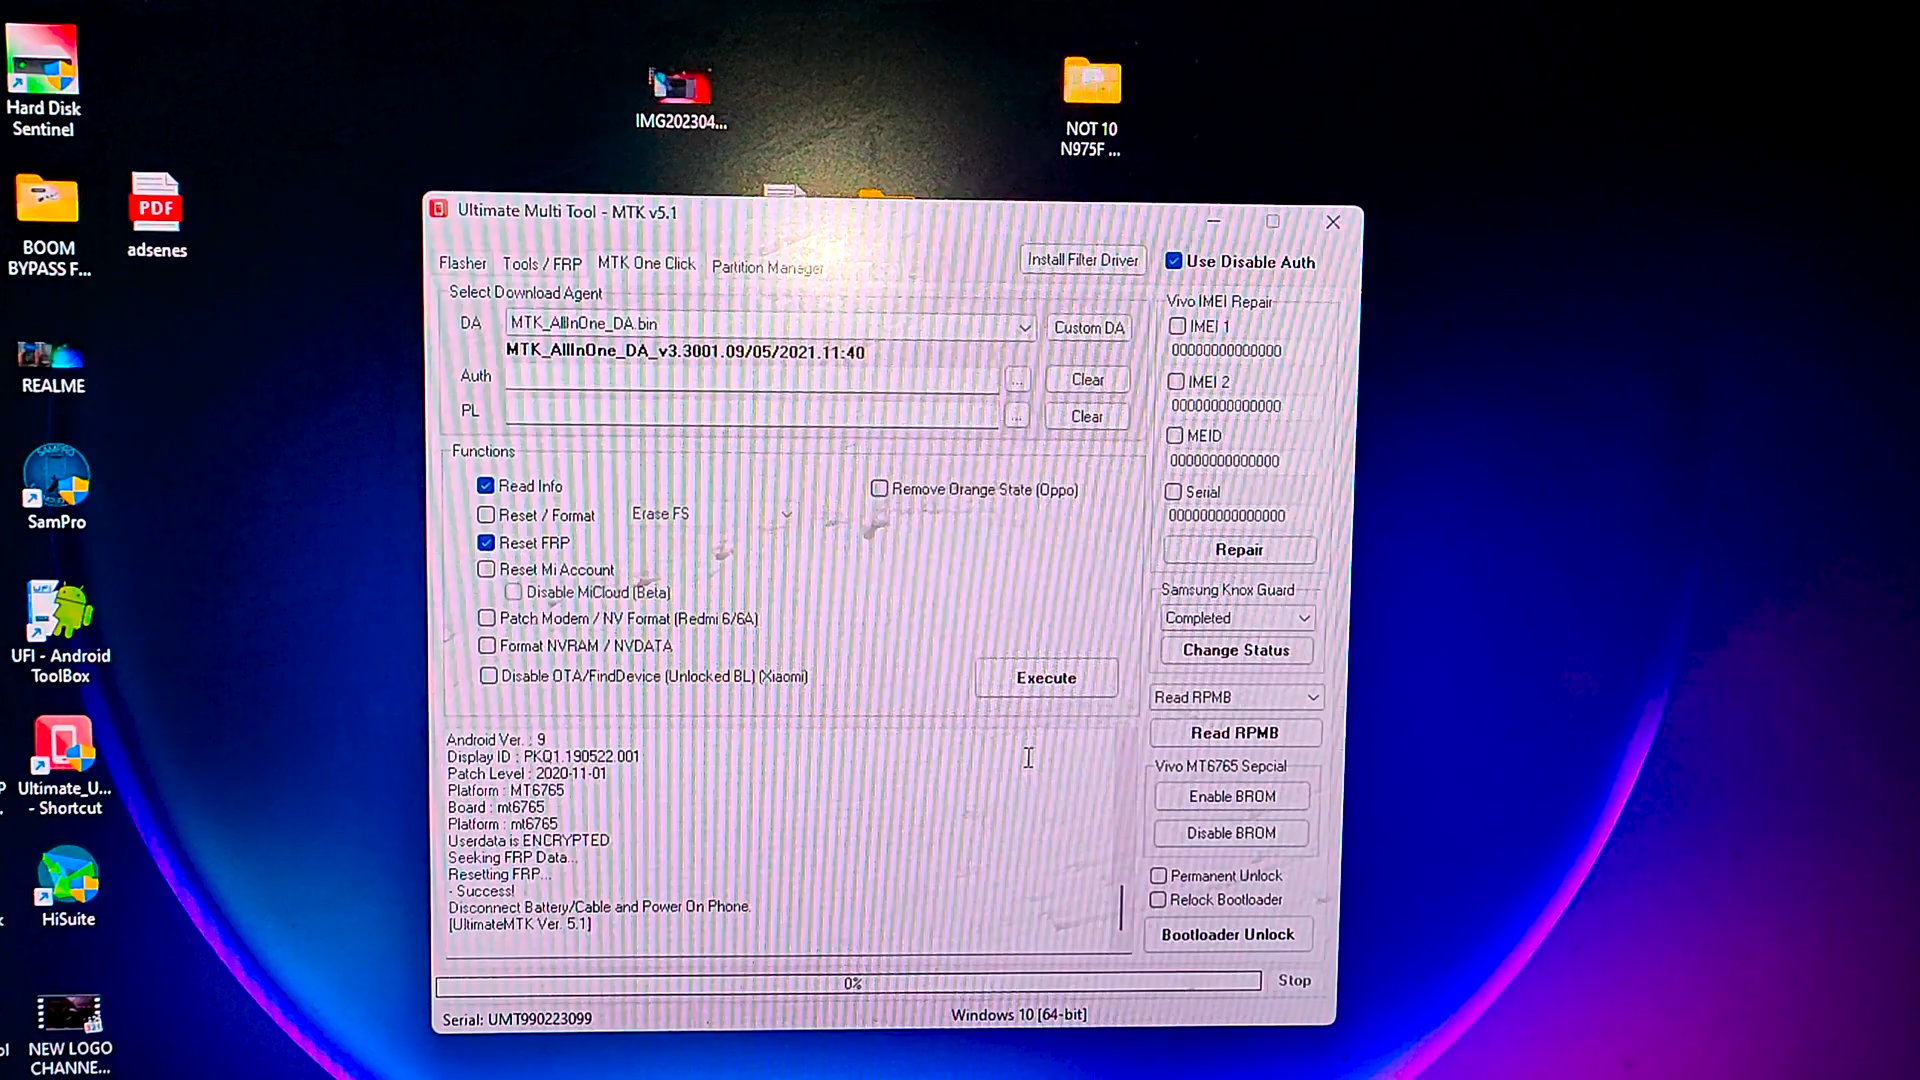 Hard Disk
Sentinel
IMG202304...
NOT 10
N975F ...
BOOM
BYPASS F...
PDF
adsenes
REALME
SAMPRO
SamPro
UFI
UFI - Android
ToolBox
Ultimate_U...
- Shortcut
HiSuite
NEW LOGO
CHANNE...
Ultimate Multi Tool - MTK v5.1
Flasher
Tools / FRP
MTK One Click
Partition Manager
Install Filter Driver
Use Disable Auth
Select Download Agent
DA
MTK_AllInOne_DA.bin
Custom DA
MTK_AllInOne_DA_v3.3001.09/05/2021.11:40
Auth
...
Clear
PL
...
Clear
Functions
Read Info
Remove Orange State (Oppo)
Reset / Format
Erase FS
Reset FRP
Reset Mi Account
Disable MiCloud (Beta)
Patch Modem / NV Format (Redmi 6/6A)
Format NVRAM / NVDATA
Disable OTA/FindDevice (Unlocked BL) (Xiaomi)
Execute
Vivo IMEI Repair
IMEI 1
00000000000000
IMEI 2
00000000000000
MEID
00000000000000
Serial
000000000000000
Repair
Samsung Knox Guard
Completed
Change Status
Read RPMB
Read RPMB
Vivo MT6765 Sepcial
Enable BROM
Disable BROM
Permanent Unlock
Relock Bootloader
Bootloader Unlock
Android Ver. : 9
Display ID : PKQ1.190522.001
Patch Level : 2020-11-01
Platform : MT6765
Board : mt6765
Platform : mt6765
Userdata is ENCRYPTED
Seeking FRP Data...
Resetting FRP...
- Success!
Disconnect Battery/Cable and Power On Phone.
[UltimateMTK Ver. 5.1]
0%
Stop
Serial: UMT990223099
Windows 10 [64-bit]